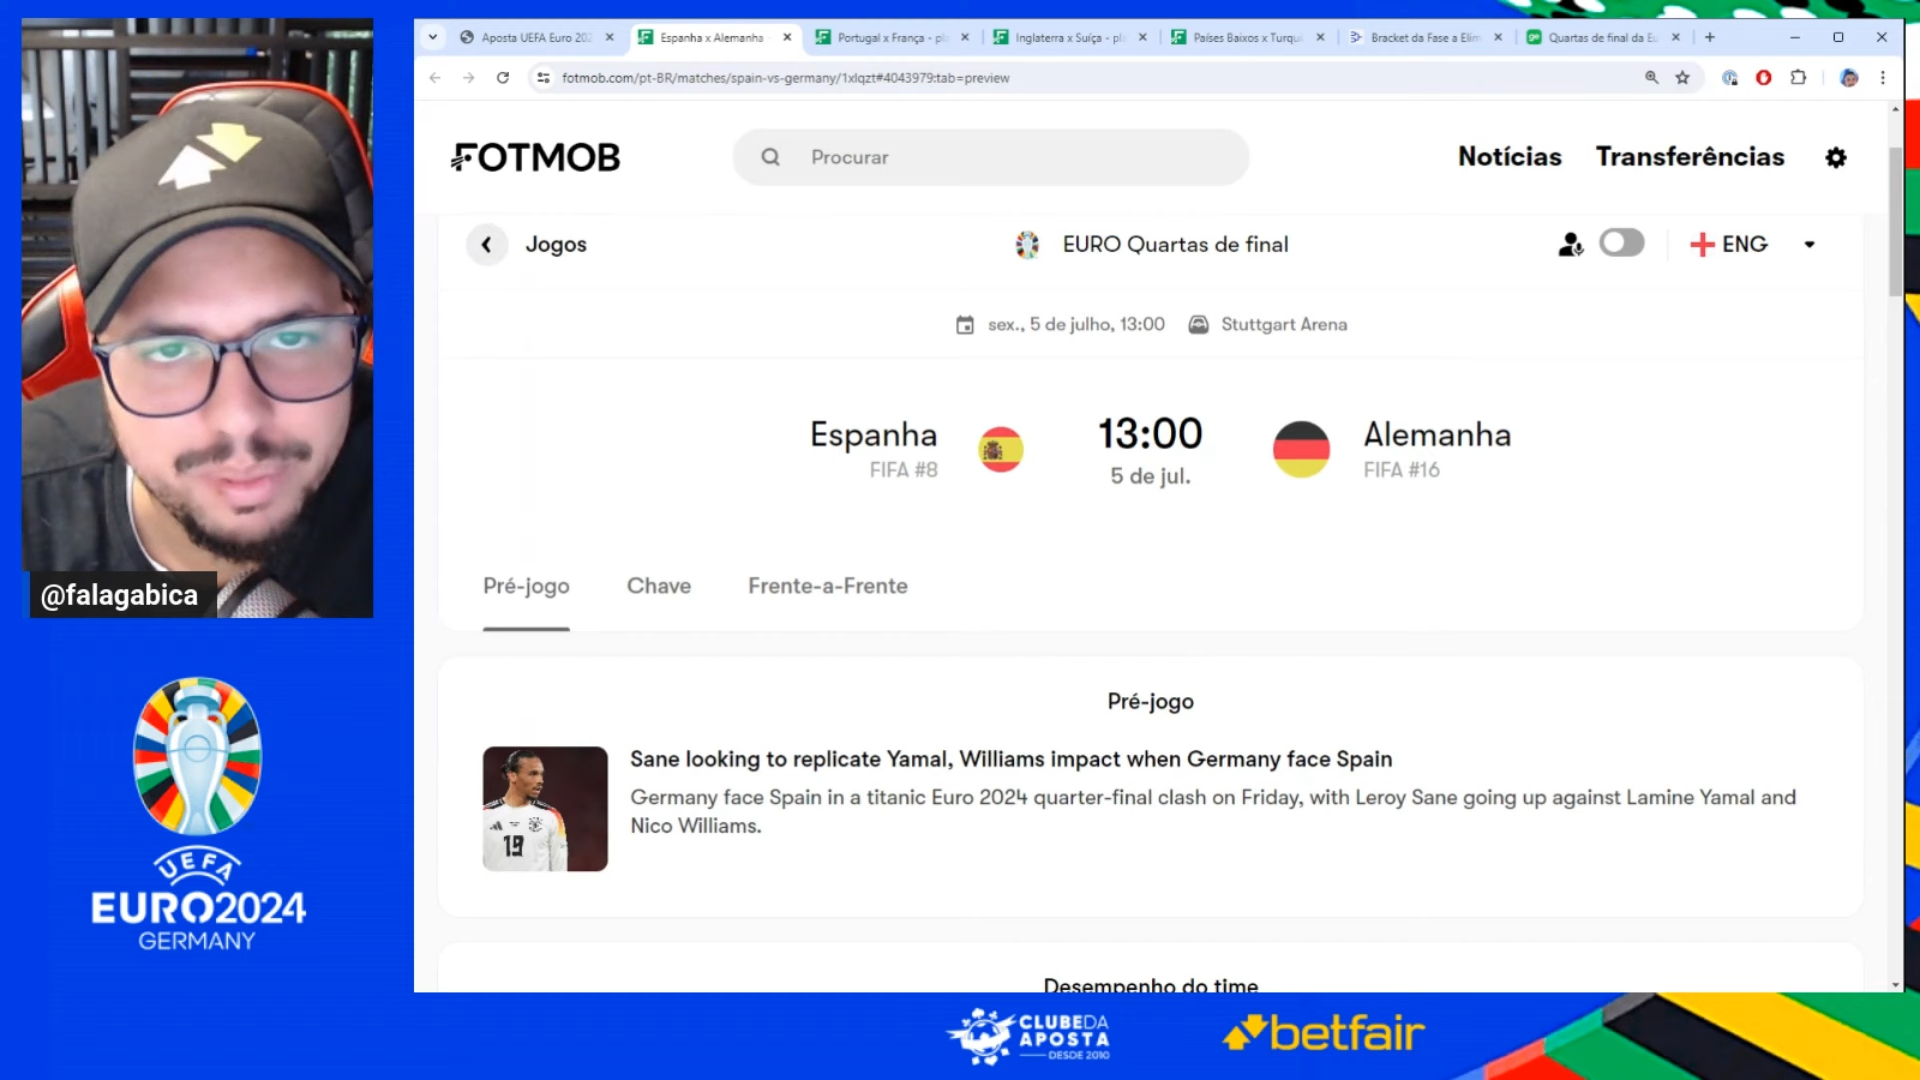 Aposta UEFA Euro 202
Espanha x Alemanha
Portugal x França - pl
Inglaterra x Suíça - pl
Países Baixos x Turqu
Bracket da Fase a Elim
Quartas de final da Eu
fotmob.com/pt-BR/matches/spain-vs-germany/1xlqzt#4043979:tab=preview
FOTMOB
Procurar
Notícias
Transferências
Jogos
EURO Quartas de final
ENG
sex., 5 de julho, 13:00
Stuttgart Arena
Espanha
FIFA #8
13:00
5 de jul.
Alemanha
FIFA #16
Pré-jogo
Chave
Frente-a-Frente
Pré-jogo
Sane looking to replicate Yamal, Williams impact when Germany face Spain
Germany face Spain in a titanic Euro 2024 quarter-final clash on Friday, with Leroy Sane going up against Lamine Yamal and
Nico Williams.
19
Desempenho do time
@falagabica
UEFA
EURO2024
GERMANY
CLUBE DA
APOSTA
DESDE 2010
betfair